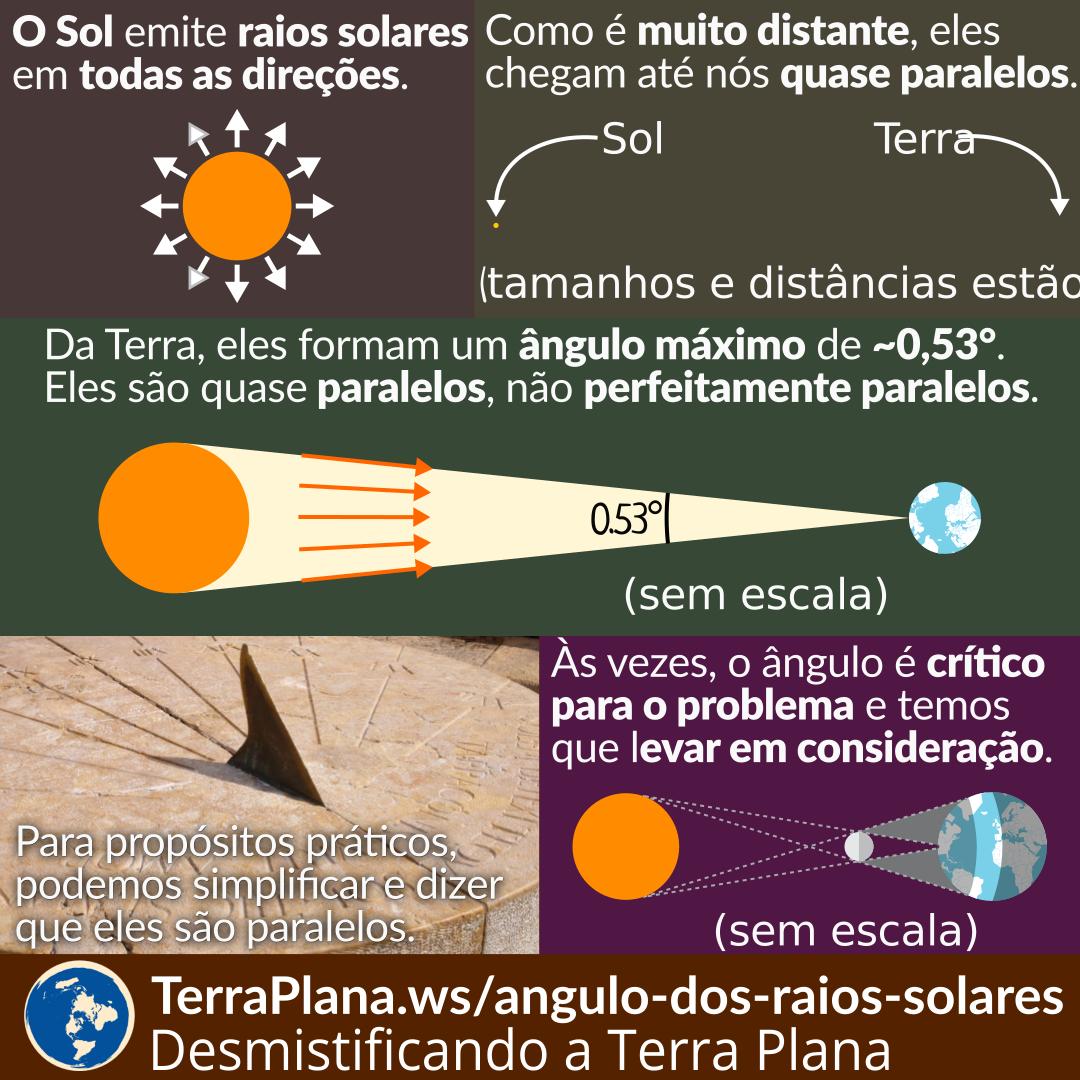 O Sol emite raios solares
em todas as direções.
Como é muito distante, eles
chegam até nós quase paralelos.
Sol
Terra
(tamanhos e distâncias estão
Da Terra, eles formam um ângulo máximo de ~0,53°.
Eles são quase paralelos, não perfeitamente paralelos.
0.53°
(sem escala)
Para propósitos práticos,
podemos simplificar e dizer
que eles são paralelos.
Às vezes, o ângulo é crítico
para o problema e temos
que levar em consideração.
(sem escala)
TerraPlana.ws/angulo-dos-raios-solares
Desmistificando a Terra Plana